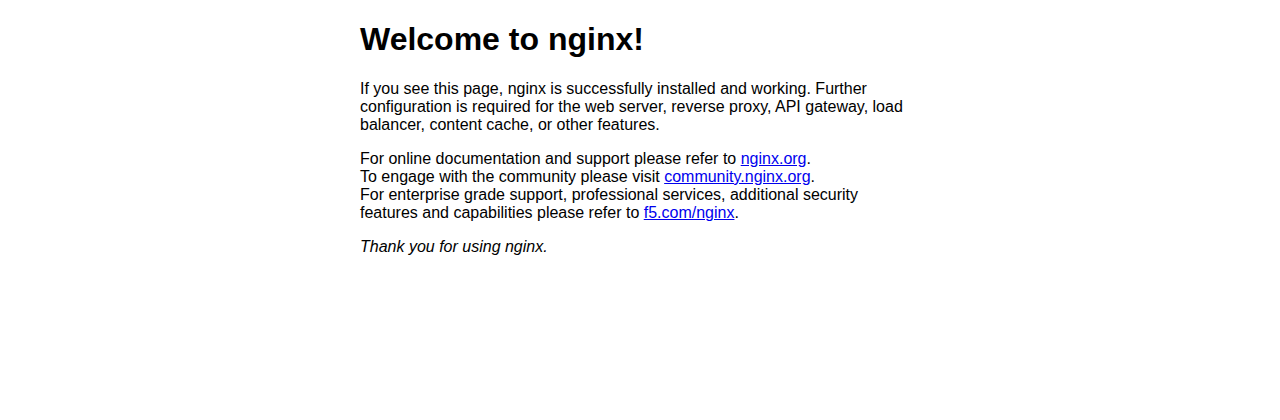 Welcome to nginx!
If you see this page, nginx is successfully installed and working. Further
configuration is required for the web server, reverse proxy, API gateway, load
balancer, content cache, or other features.
For online documentation and support please refer to nginx.org.
To engage with the community please visit community.nginx.org.
For enterprise grade support, professional services, additional security
features and capabilities please refer to f5.com/nginx.
Thank you for using nginx.